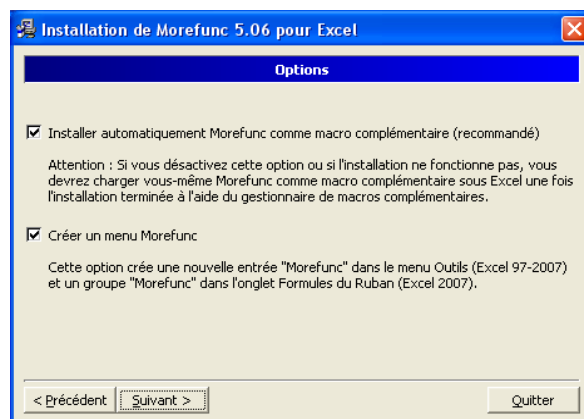 Installation de Morefunc 5.06 pour Excel
Options
Installer automatiquement Morefunc comme macro complémentaire (recommandé)
Attention : Si vous désactivez cette option ou si l'installation ne fonctionne pas, vous
devrez charger vous-même Morefunc comme macro complémentaire sous Excel une fois
l'installation terminée à l'aide du gestionnaire de macros complémentaires.
Créer un menu Morefunc
Cette option crée une nouvelle entrée "Morefunc" dans le menu Outils (Excel 97-2007)
et un groupe "Morefunc" dans l'onglet Formules du Ruban (Excel 2007).
< Précédent Suivant > Quitter